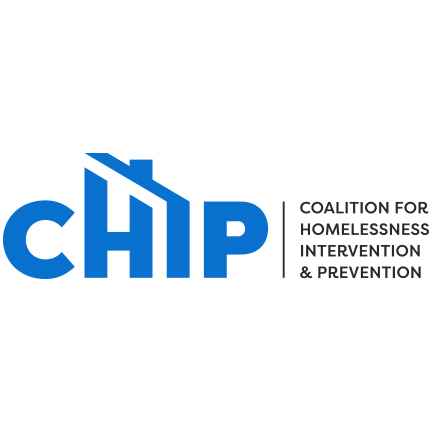 CHIP
COALITION FOR
HOMELESSNESS
INTERVENTION
& PREVENTION